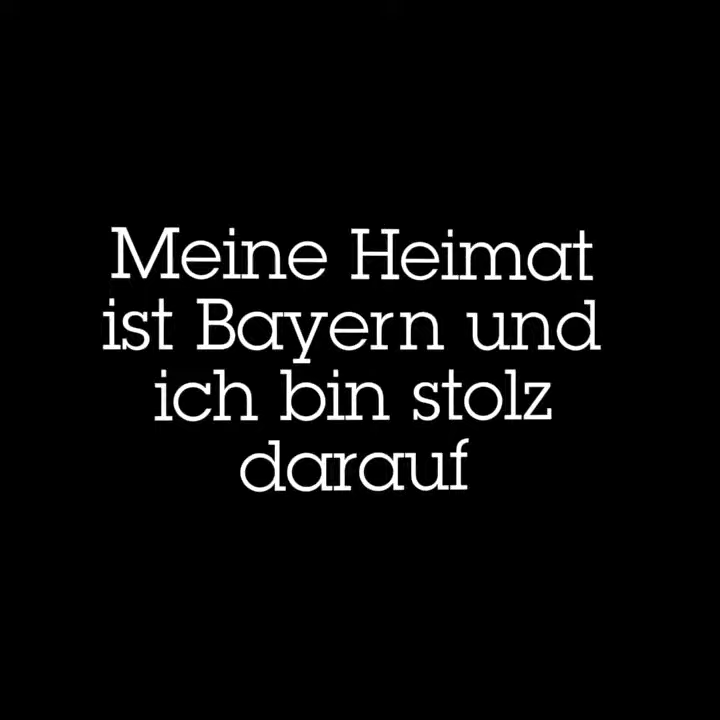 Meine Heimat
ist Bayern und
ich bin stolz
darauf